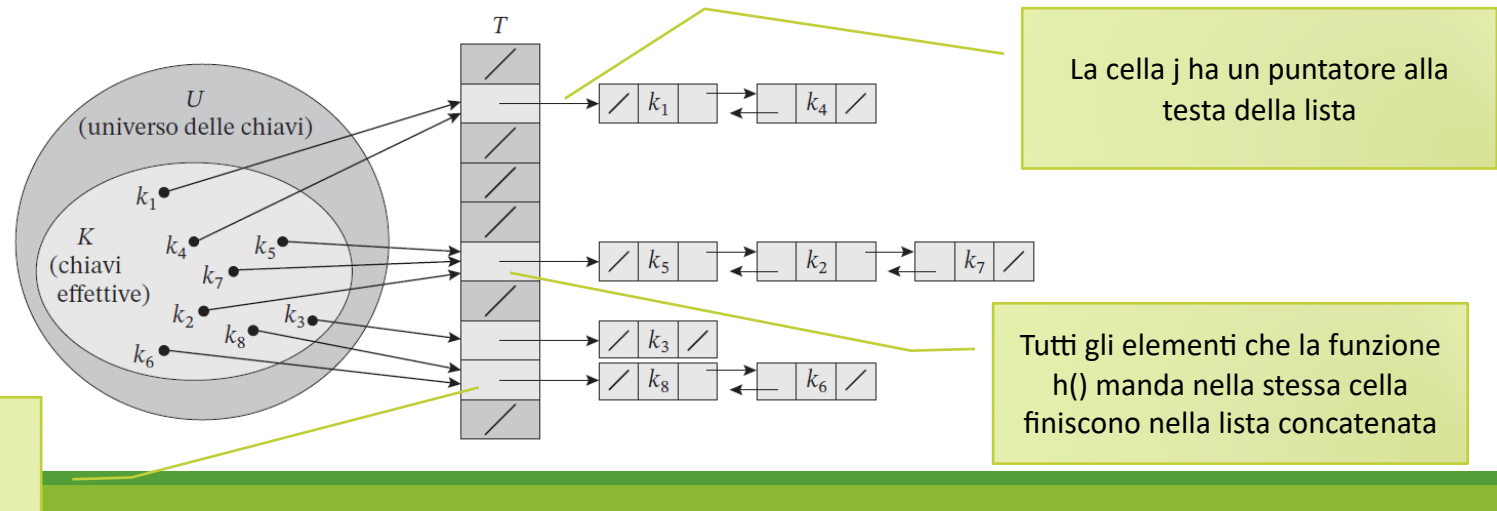 T
U
(universo delle chiavi)
K
(chiavi
effettive)
k1
k4
k5
k7
k2
k3
k8
k6
k1
k4
k5
k2
k7
k3
k8
k6
La cella j ha un puntatore alla
testa della lista
Tutti gli elementi che la funzione
h() manda nella stessa cella
finiscono nella lista concatenata